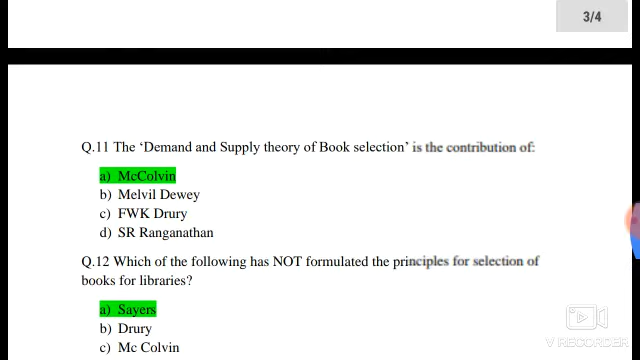 3/4
Q.11 The ‘Demand and Supply theory of Book selection’ is the contribution of:
a) McColvin
b) Melvil Dewey
c) FWK Drury
d) SR Ranganathan
Q.12 Which of the following has NOT formulated the principles for selection of
books for libraries?
a) Sayers
b) Drury
c) Mc Colvin
V RECORDER